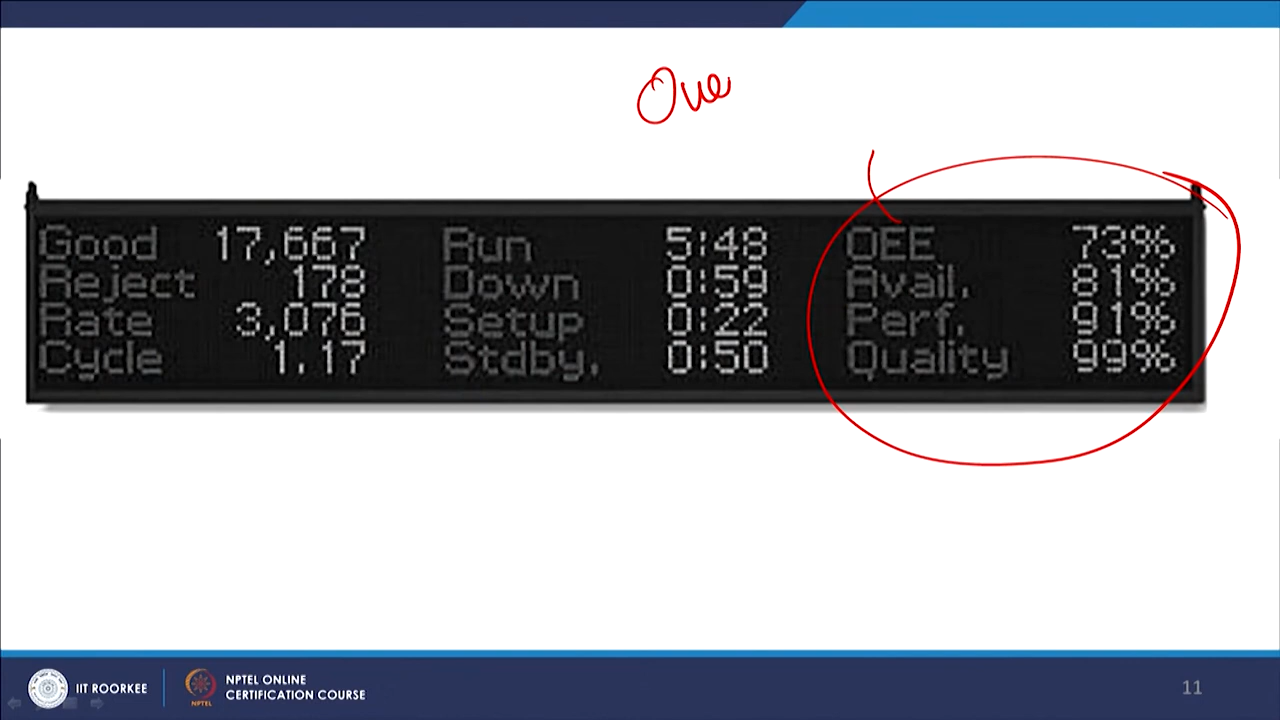 Ove
Good 17,667 Run 5:48 OEE 73%
Reject 178 Down 0:59 Avail. 81%
Rate 3,076 Setup 0:22 Perf. 91%
Cycle 1.17 Stdby. 0:50 Quality 99%
IIT ROORKEE
NPTEL
NPTEL ONLINE
CERTIFICATION COURSE
11